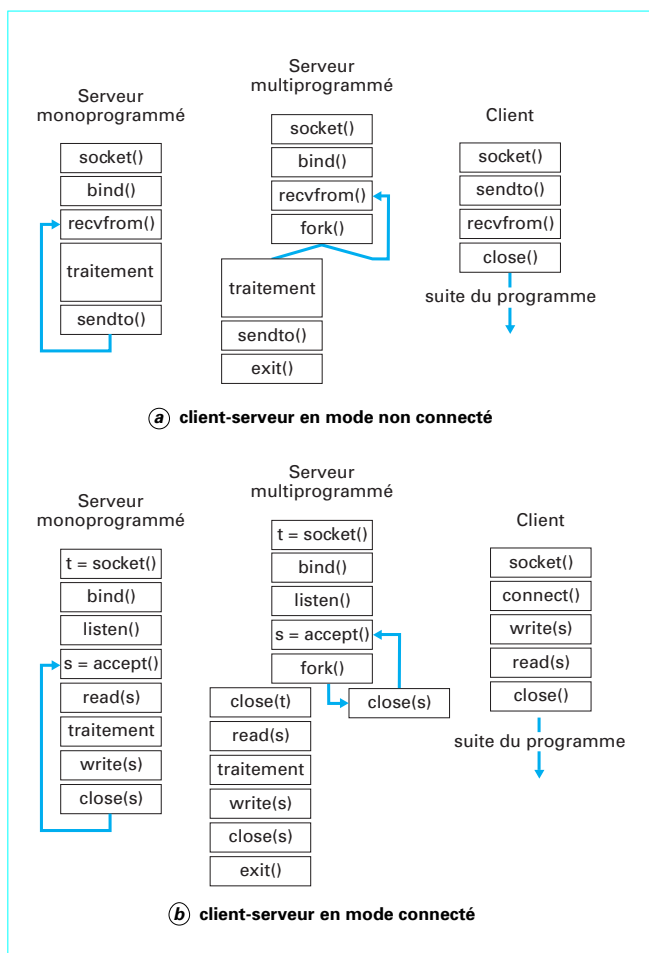 Serveur
monoprogrammé
socket()
bind()
recvfrom()
traitement
sendto()
Serveur
multiprogrammé
socket()
bind()
recvfrom()
fork()
traitement
sendto()
exit()
Client
socket()
sendto()
recvfrom()
close()
suite du programme
a client-serveur en mode non connecté
Serveur
monoprogrammé
t = socket()
bind()
listen()
s = accept()
read(s)
traitement
write(s)
close(s)
Serveur
multiprogrammé
t = socket()
bind()
listen()
s = accept()
fork()
close(s)
close(t)
read(s)
traitement
write(s)
close(s)
exit()
Client
socket()
connect()
write(s)
read(s)
close()
suite du programme
b client-serveur en mode connecté